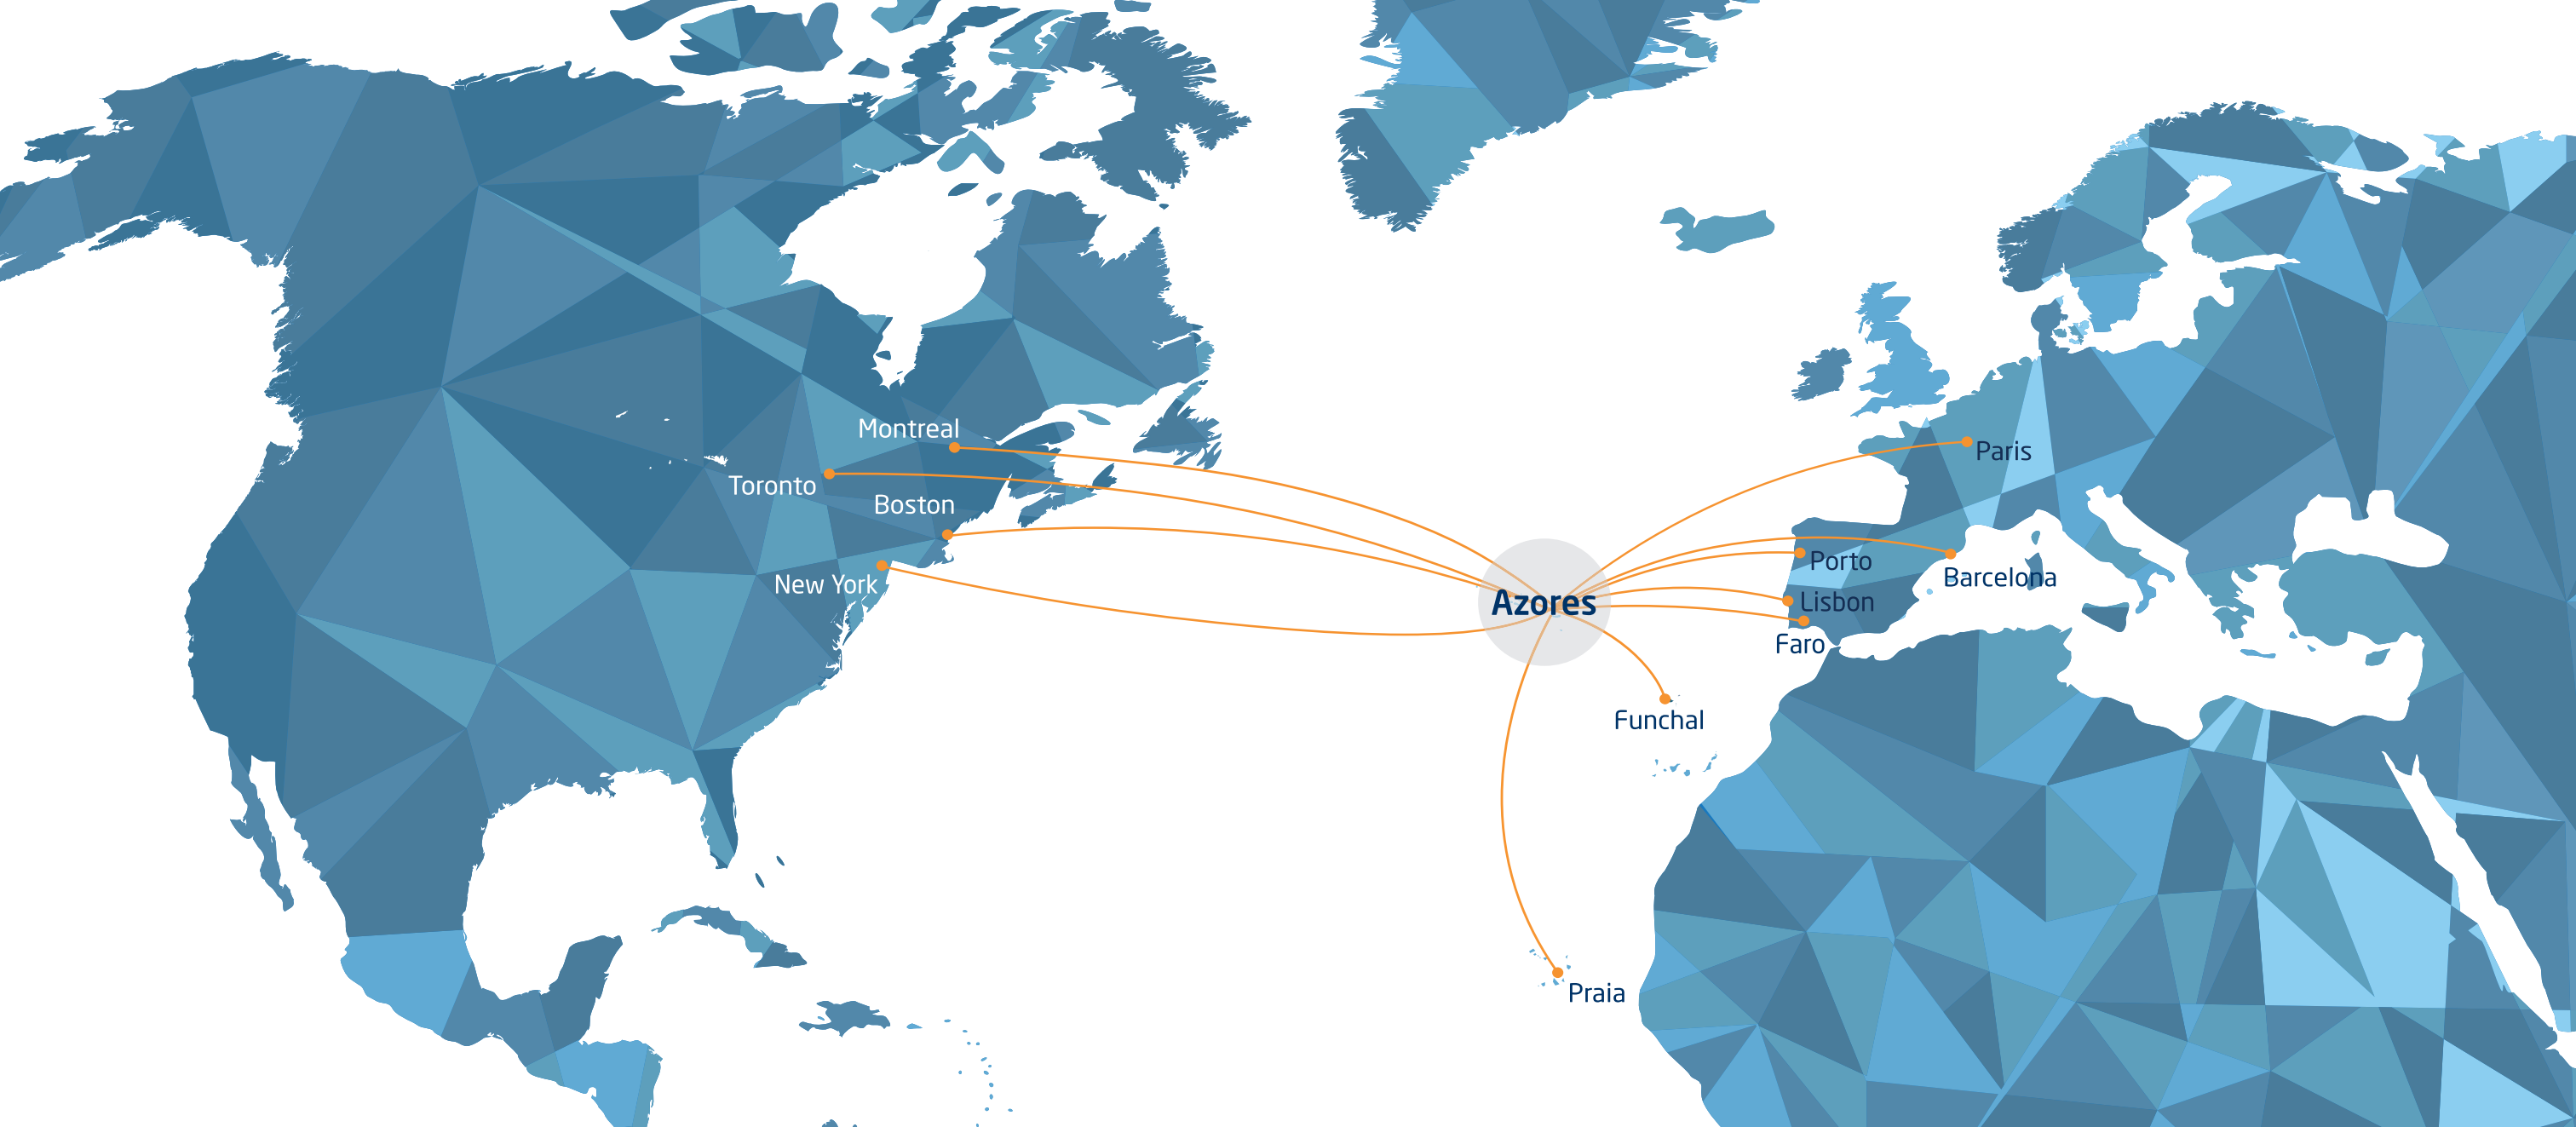 Montreal
Paris
Toronto
Boston
Porto
Barcelona
New York
Azores
Lisbon
Faro
Funchal
Praia